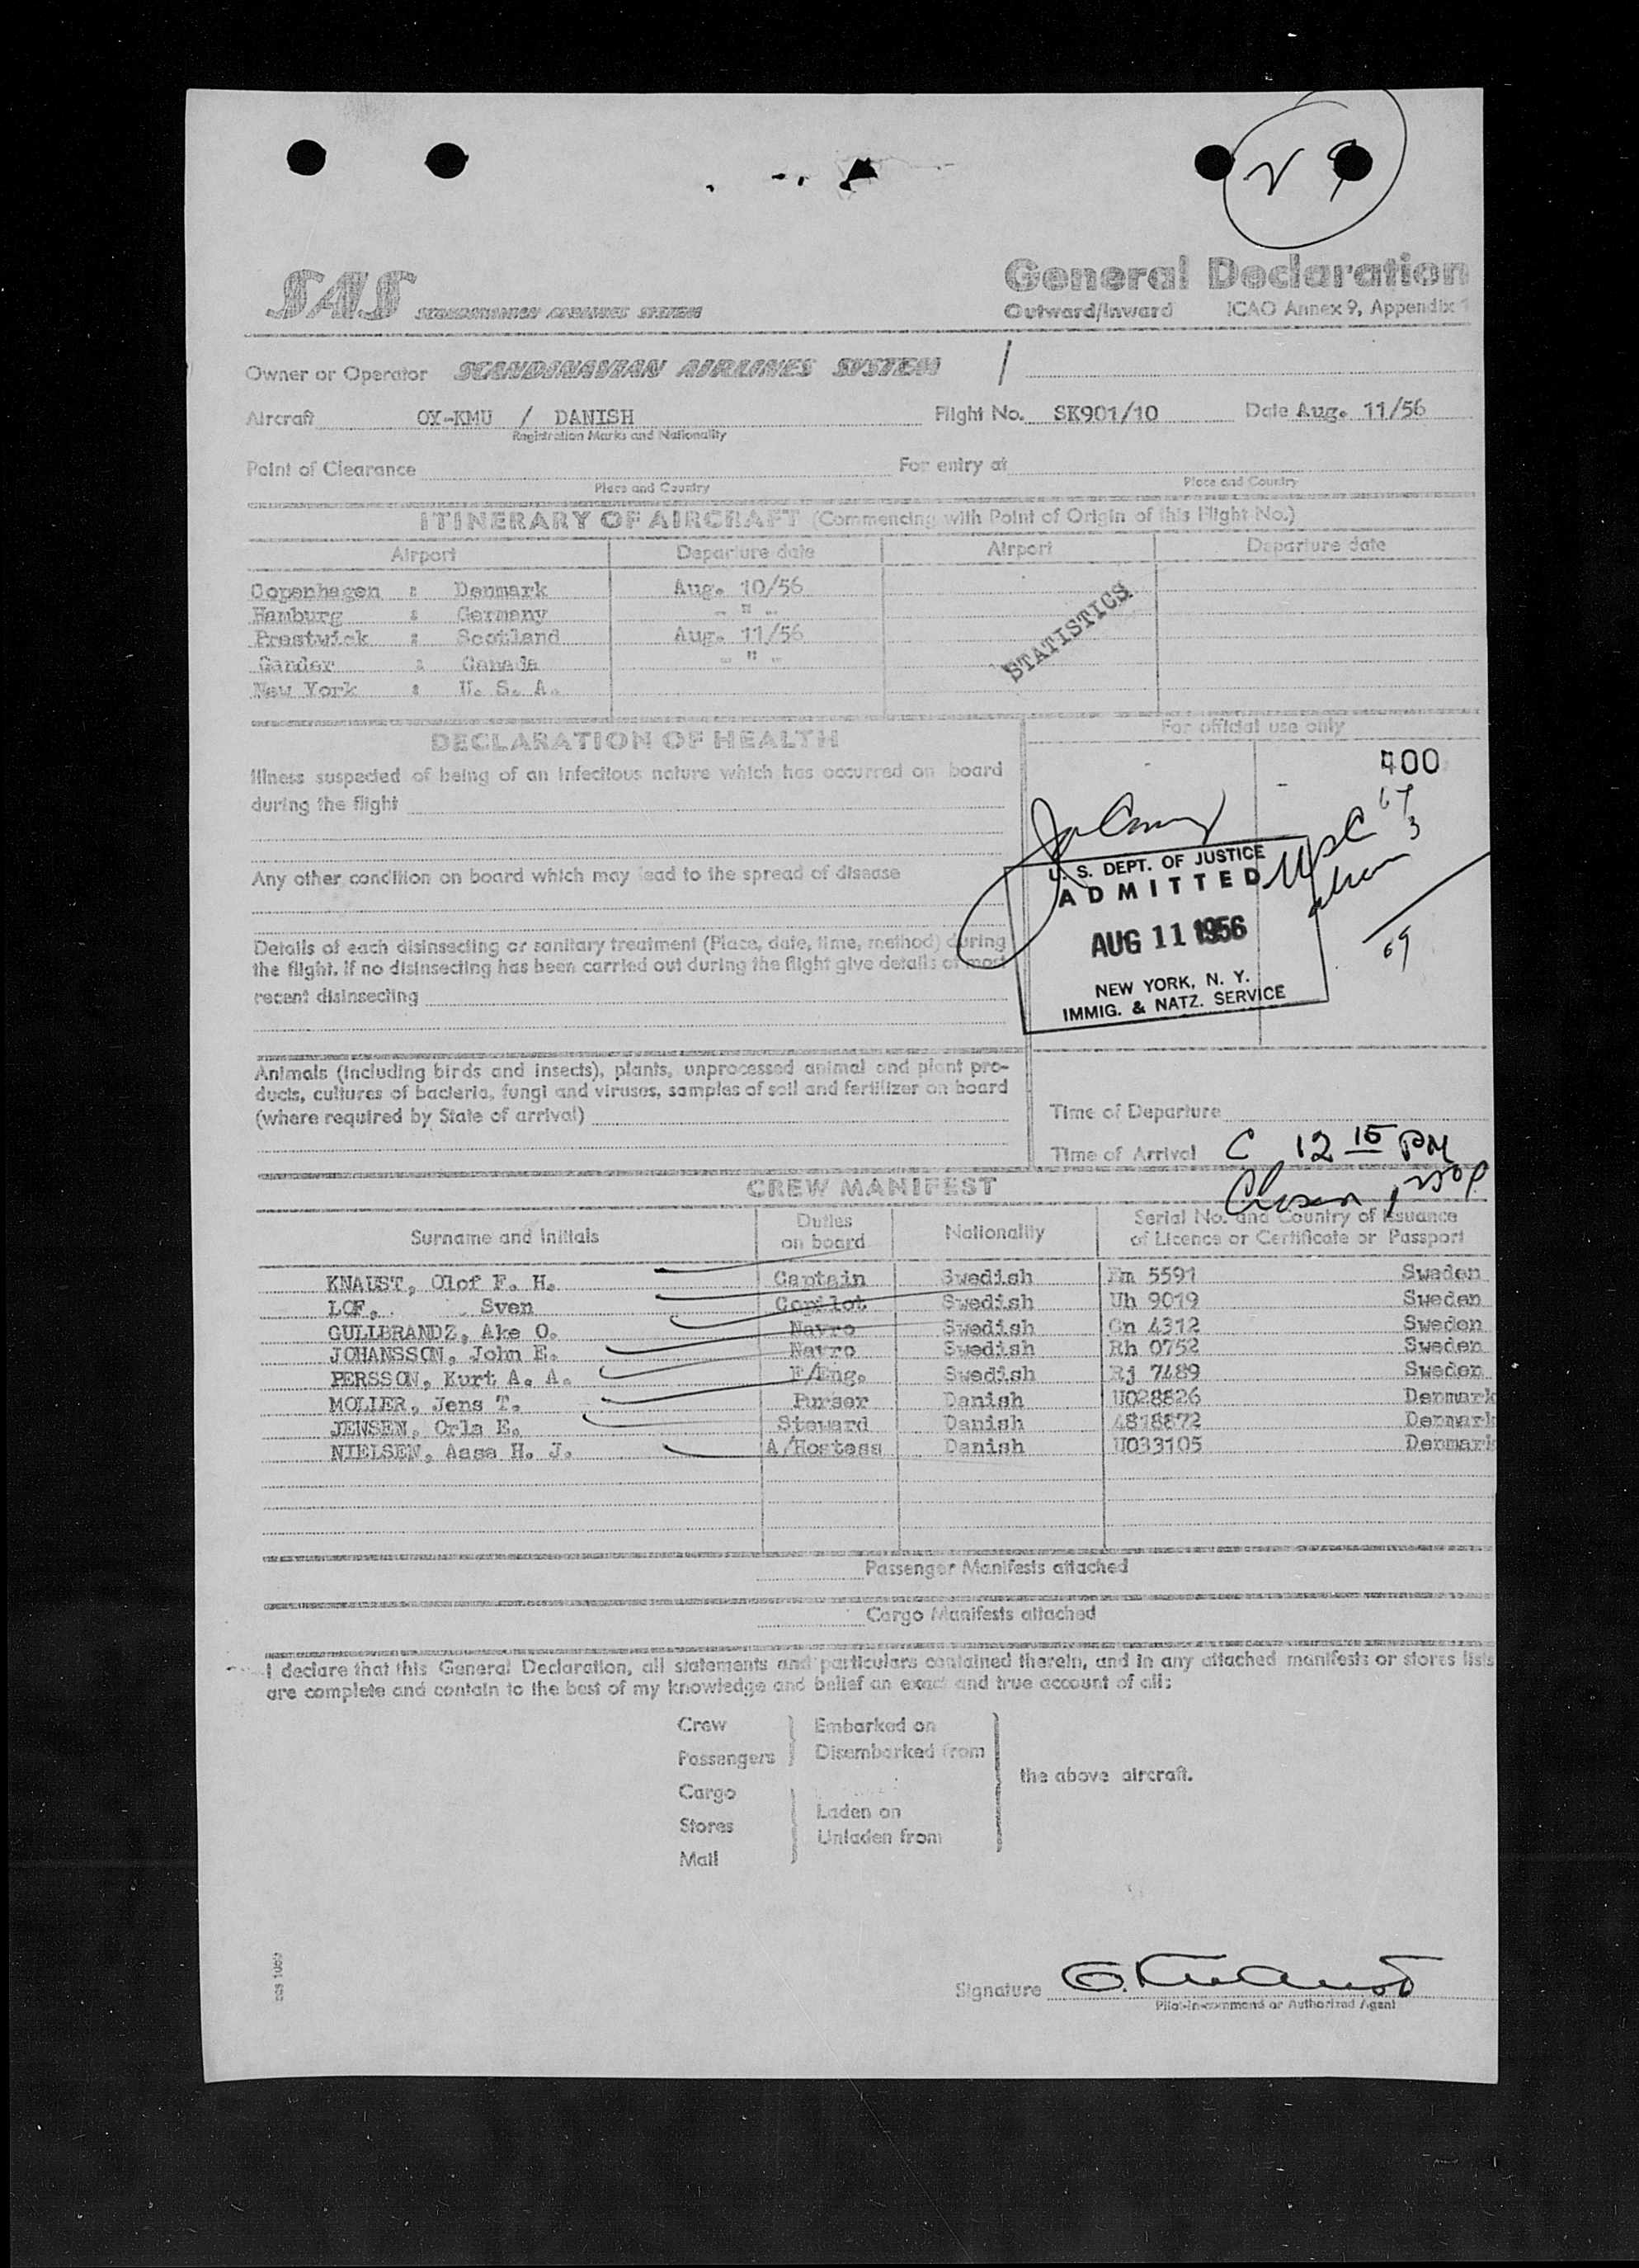 SAS SCANDINAVIAN AIRLINES SYSTEM
General Declaration
Outward/Inward ICAO Annex 9, Appendix 1
Owner or Operator SCANDINAVIAN AIRLINES SYSTEM /
Aircraft OY-KMU / DANISH Flight No. SK901/10 Date Aug. 11/56
Registration Marks and Nationality
Point of Clearance For entry at
Place and Country Place and Country
ITINERARY OF AIRCRAFT (Commencing with Point of Origin of this Flight No.)
Airport Departure date Airport Departure date
Copenhagen : Denmark Aug. 10/56
Hamburg : Germany - " -
Prestwick : Scotland Aug. 11/56
Gander : Canada - " -
New York : U. S. A.
STATISTICS
DECLARATION OF HEALTH
Illness suspected of being of an infectious nature which has occurred on board
during the flight
Any other condition on board which may lead to the spread of disease
Details of each disinsecting or sanitary treatment (Place, date, time, method) during
the flight. If no disinsecting has been carried out during the flight give details of most
recent disinsecting
Animals (including birds and insects), plants, unprocessed animal and plant pro-
ducts, cultures of bacteria, fungi and viruses, samples of soil and fertilizer on board
(where required by State of arrival)
For official use only
400
67
3
69
U. S. DEPT. OF JUSTICE
ADMITTED
AUG 11 1956
NEW YORK, N. Y.
IMMIG. & NATZ. SERVICE
Time of Departure
Time of Arrival C 12 15 PM
CREW MANIFEST
Surname and Initials Duties on board Nationality Serial No. and Country of Issuance of Licence or Certificate or Passport
KNAUST, Olof F. H. Captain Swedish Em 5591 Sweden
LOF, Sven Copilot Swedish Uh 9019 Sweden
GULLBRANDZ, Ake O. Navro Swedish Gn 4312 Sweden
JOHANSSON, John E. Navro Swedish Rh 0752 Sweden
PERSSON, Kurt A. A. F/Eng. Swedish Rj 7489 Sweden
MOLLER, Jens T. Purser Danish U028826 Denmark
JENSEN, Orla E. Steward Danish 4818872 Denmark
NIELSEN, Aase H. J. A/Hostess Danish U033105 Denmark
Passenger Manifests attached
Cargo Manifests attached
I declare that this General Declaration, all statements and particulars contained therein, and in any attached manifests or stores lists
are complete and contain to the best of my knowledge and belief an exact and true account of all:
Crew
Passengers
Embarked on
Disembarked from
Cargo
Stores
Mail
Laden on
Unladen from
the above aircraft.
Signature O. Knaust
Pilot-in-command or Authorized Agent